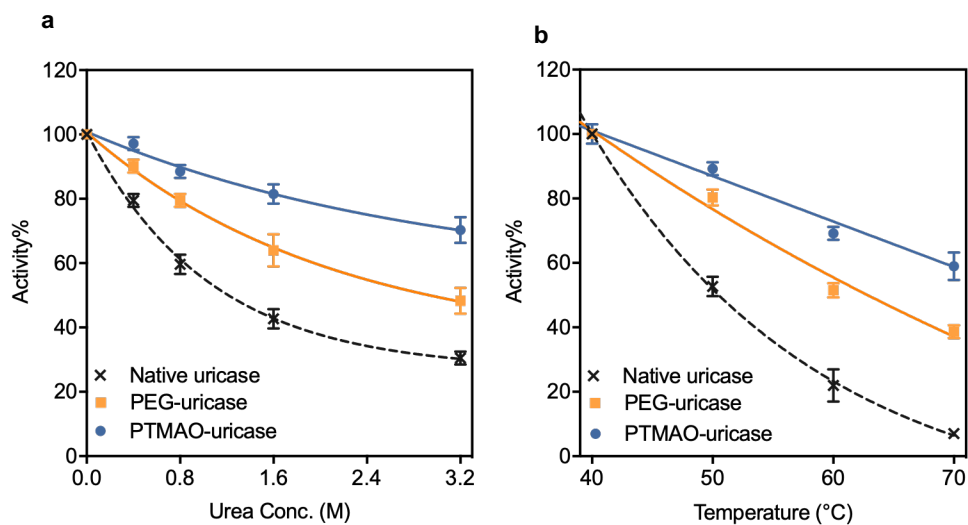 a
120
100
80
60
40
20
0
Activity%
Native uricase
PEG-uricase
PTMAO-uricase
0.0 0.8 1.6 2.4 3.2
Urea Conc. (M)
b
120
100
80
60
40
20
0
Activity%
Native uricase
PEG-uricase
PTMAO-uricase
40 50 60 70
Temperature (°C)